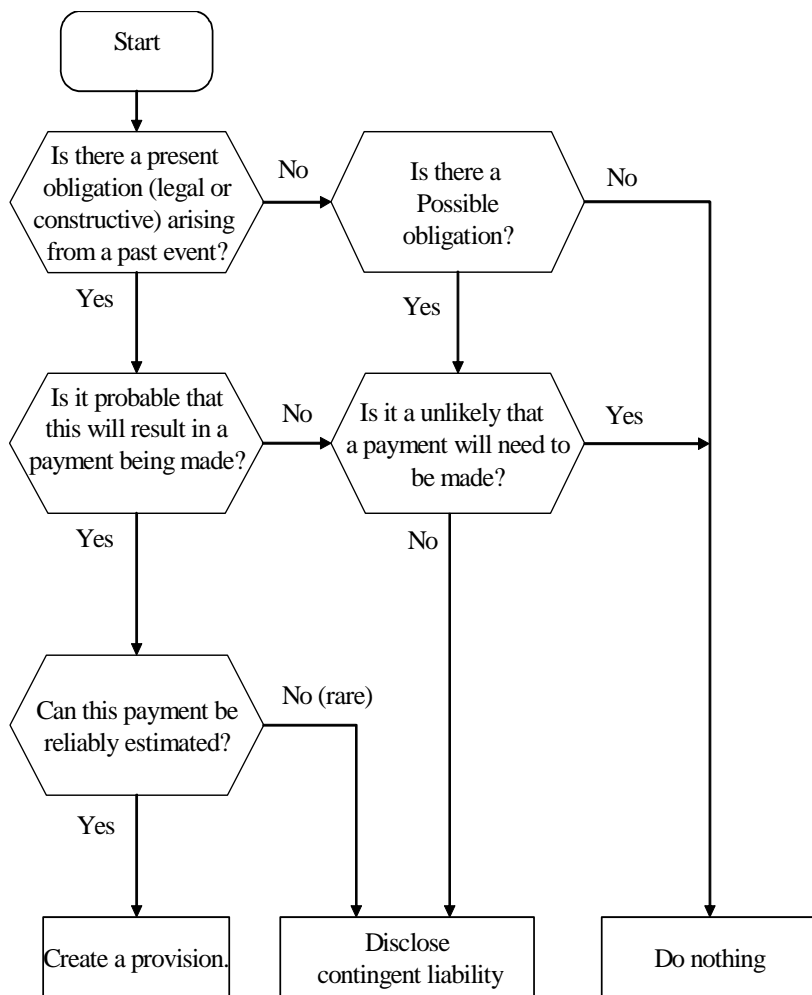 Start
Is there a present
obligation (legal or
constructive) arising
from a past event?
No
Is there a
Possible
obligation?
No
Yes
Yes
Is it probable that
this will result in a
payment being made?
No
Is it a unlikely that
a payment will need to
be made?
Yes
Yes
No
Can this payment be
reliably estimated?
No (rare)
Yes
Create a provision.
Disclose
contingent liability
Do nothing